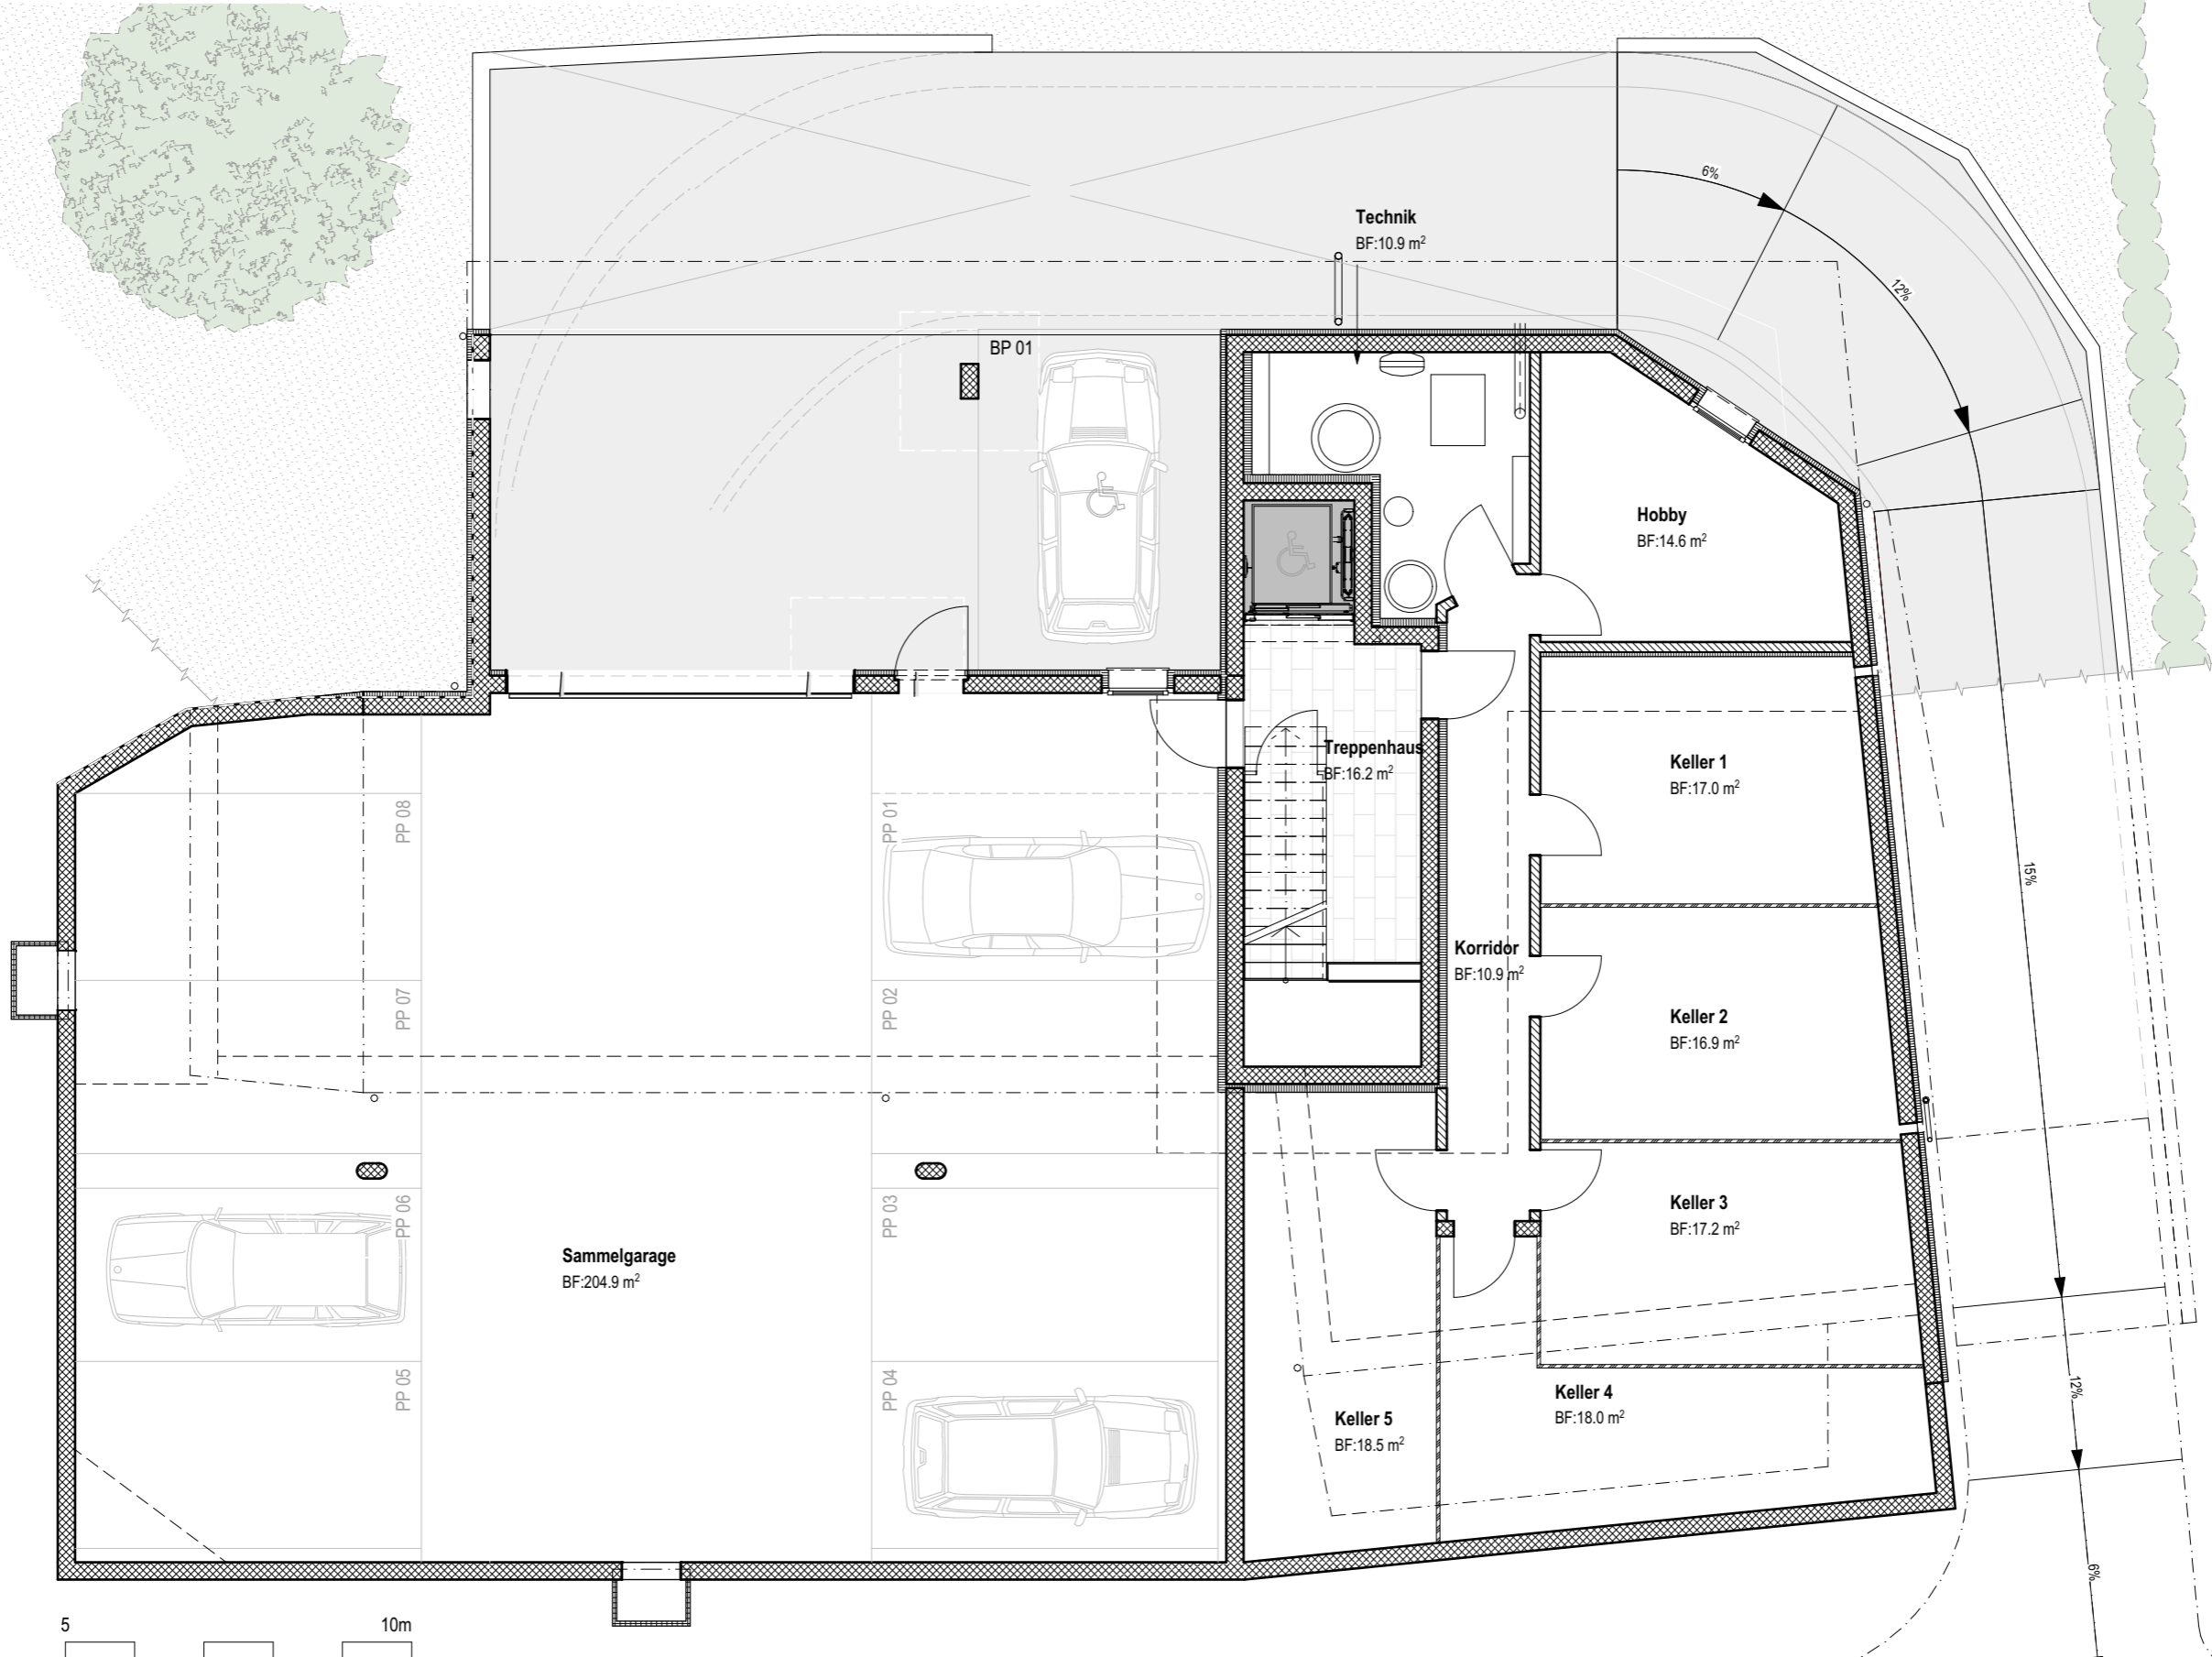 6%
Technik
BF:10.9 m²
12%
BP 01
Hobby
BF:14.6 m²
Treppenhaus
BF:16.2 m²
Keller 1
BF:17.0 m²
PP 08
PP 01
15%
Korridor
BF:10.9 m²
PP 07
PP 02
Keller 2
BF:16.9 m²
PP 06
PP 03
Keller 3
BF:17.2 m²
Sammelgarage
BF:204.9 m²
PP 05
PP 04
Keller 4
BF:18.0 m²
12%
Keller 5
BF:18.5 m²
6%
5
10m